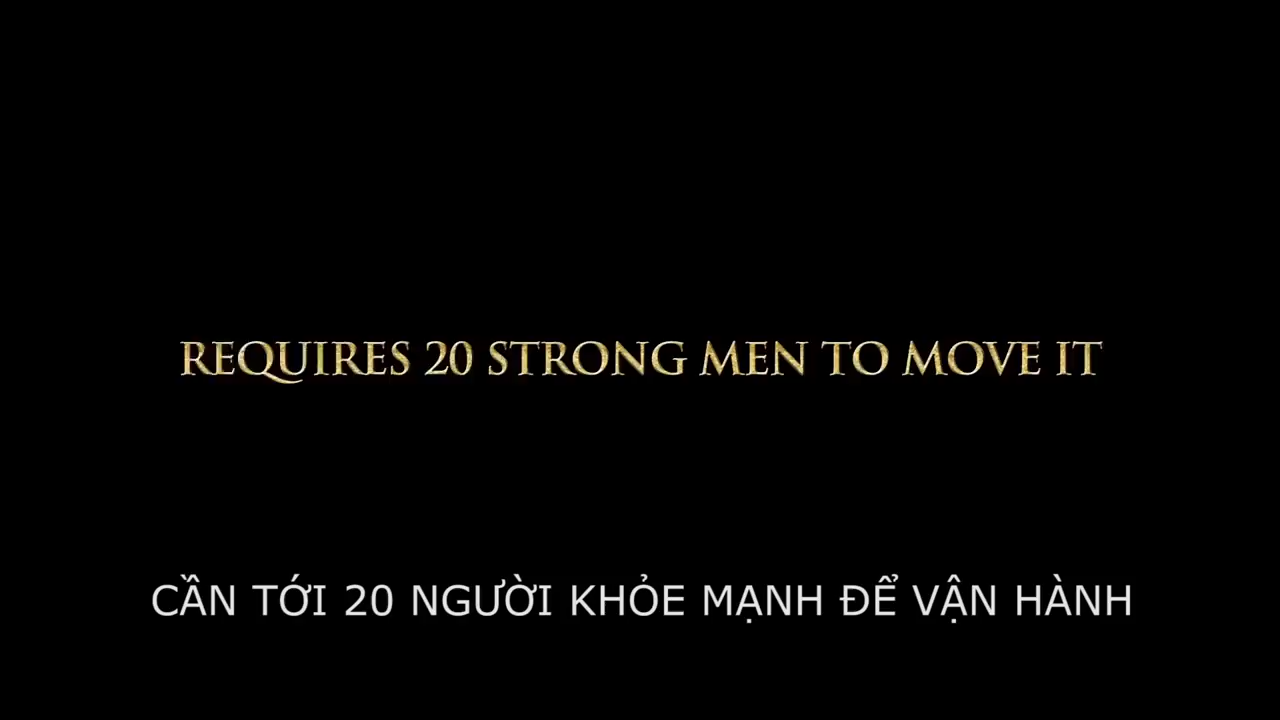 REQUIRES 20 STRONG MEN TO MOVE IT
CẦN TỚI 20 NGƯỜI KHỎE MẠNH ĐỂ VẬN HÀNH